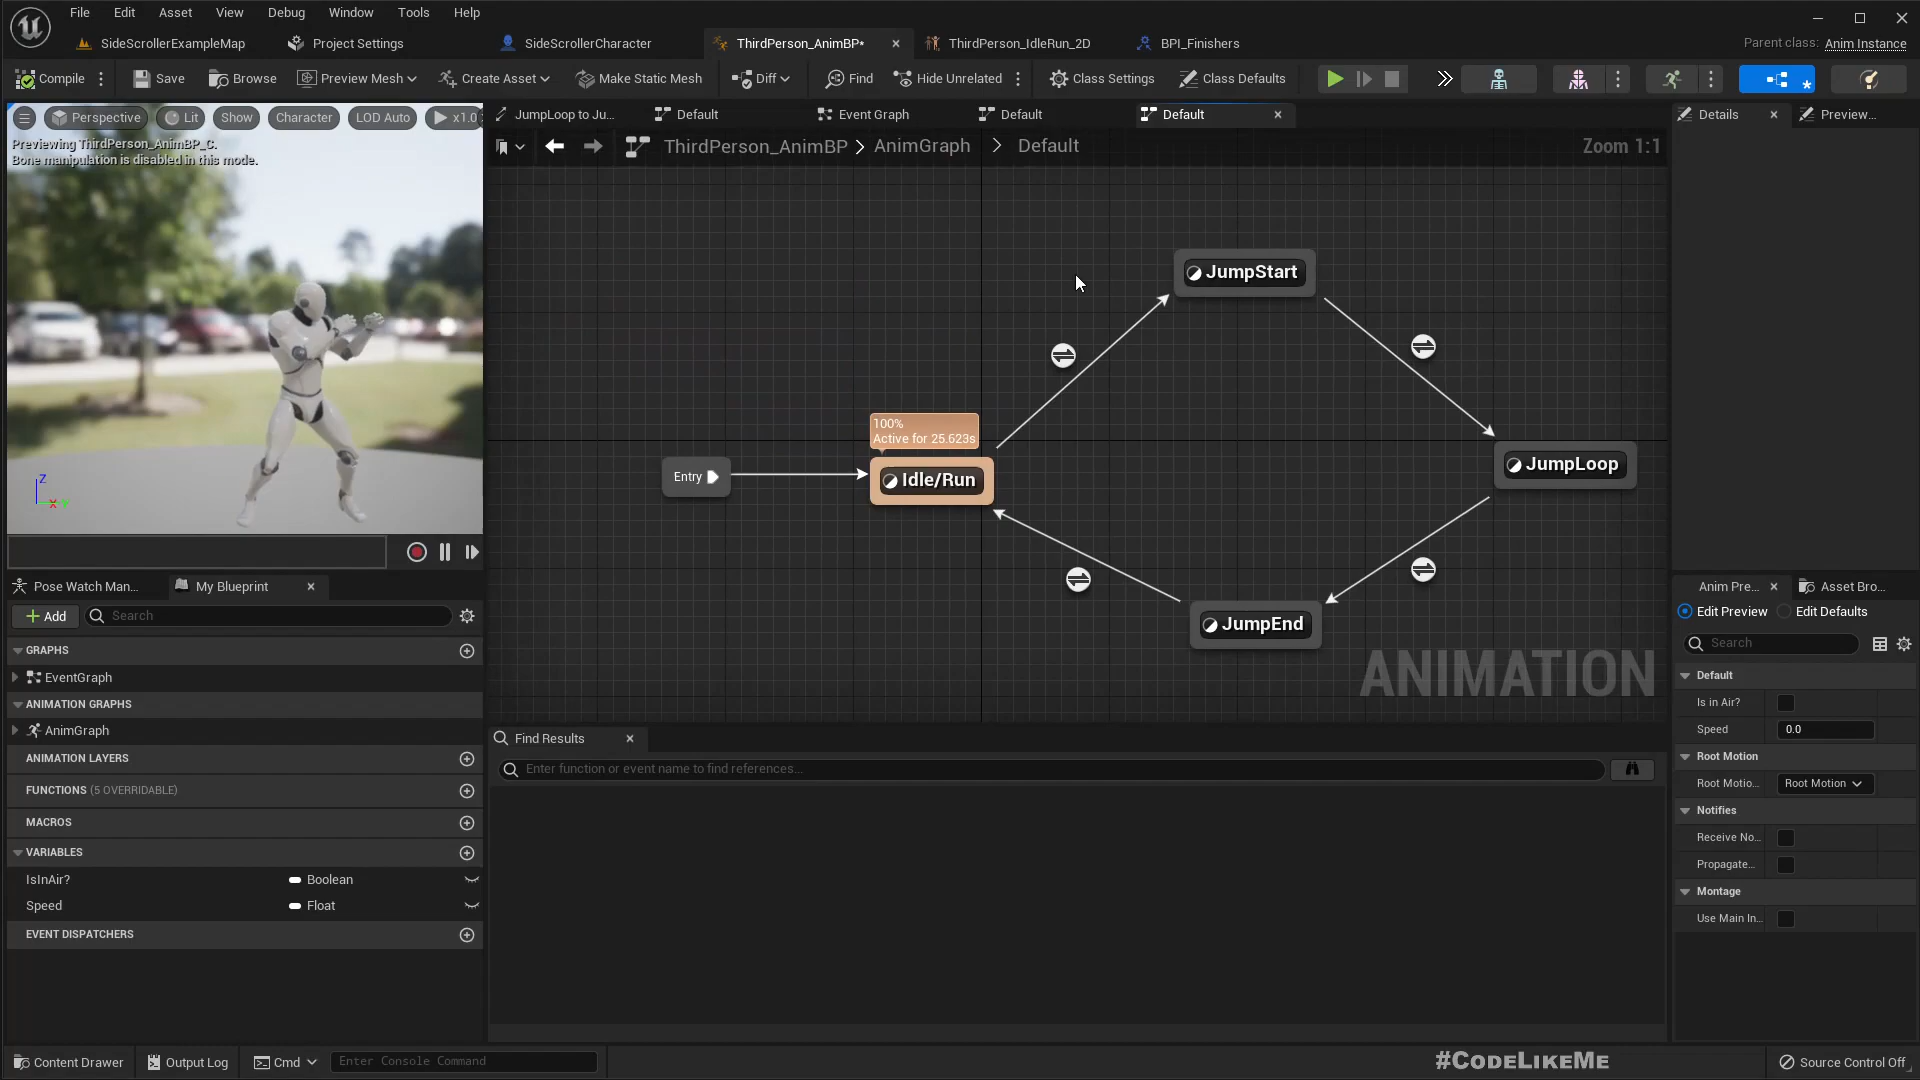 File Edit Asset View Debug Window Tools Help
SideScrollerExampleMap Project Settings SideScrollerCharacter ThirdPerson_AnimBP* ThirdPerson_IdleRun_2D BPI_Finishers Parent class: Anim Instance
Compile Save Browse Preview Mesh Create Asset Make Static Mesh Diff Find Hide Unrelated Class Settings Class Defaults
Perspective Lit Show Character LOD Auto x1.0
Previewing ThirdPerson_AnimBP_C.
Bone manipulation is disabled in this mode.
Z
X
Y
JumpLoop to Ju... Default Event Graph Default Default
ThirdPerson_AnimBP > AnimGraph > Default Zoom 1:1
JumpStart
100%
Active for 25.623s
Entry
Idle/Run
JumpLoop
JumpEnd
ANIMATION
Details Preview...
Pose Watch Man... My Blueprint
Add Search
GRAPHS
EventGraph
ANIMATION GRAPHS
AnimGraph
ANIMATION LAYERS
FUNCTIONS (5 OVERRIDABLE)
MACROS
VARIABLES
IsInAir? Boolean
Speed Float
EVENT DISPATCHERS
Find Results
Enter function or event name to find references...
Anim Pre... Asset Bro...
Edit Preview Edit Defaults
Search
Default
Is in Air?
Speed 0.0
Root Motion
Root Motio... Root Motion
Notifies
Receive No...
Propagate...
Montage
Use Main In...
Content Drawer Output Log Cmd Enter Console Command #CODELIKEME Source Control Off